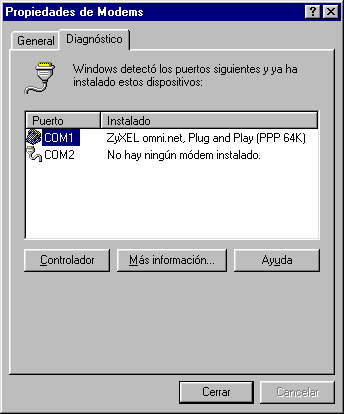 Propiedades de Modems
General Diagnóstico
Windows detectó los puertos siguientes y ya ha
instalado estos dispositivos:
Puerto Instalado
COM1 ZyXEL omni.net, Plug and Play (PPP 64K)
COM2 No hay ningún módem instalado.
Controlador Más información... Ayuda
Cerrar Cancelar